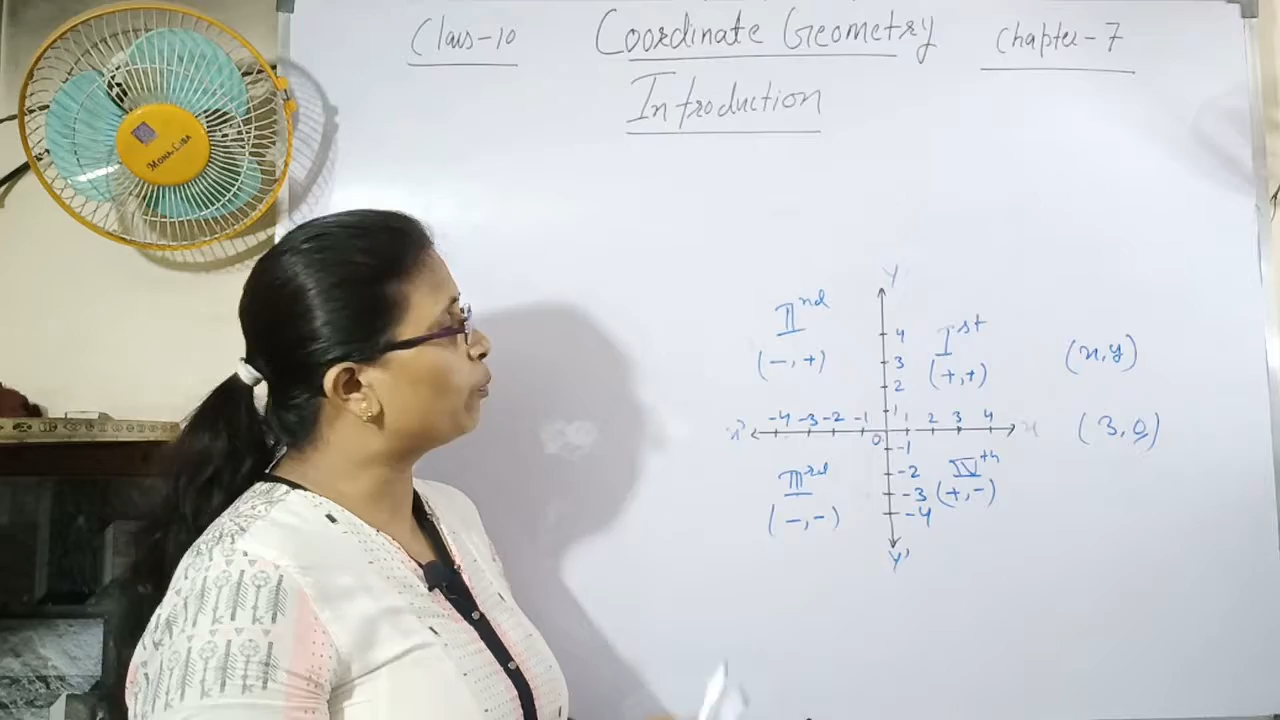 Class-10 Coordinate Geometry Chapter-7
Introduction
MONA LISA
Y
IInd
Ist
(-,+)
(+,+)
(x,y)
4
3
2
1
-4 -3 -2 -1
1 2 3 4
x'
x
0
(3,0)
-1
-2
-3
-4
IIIrd
IVth
(-,-)
(+,-)
Y'